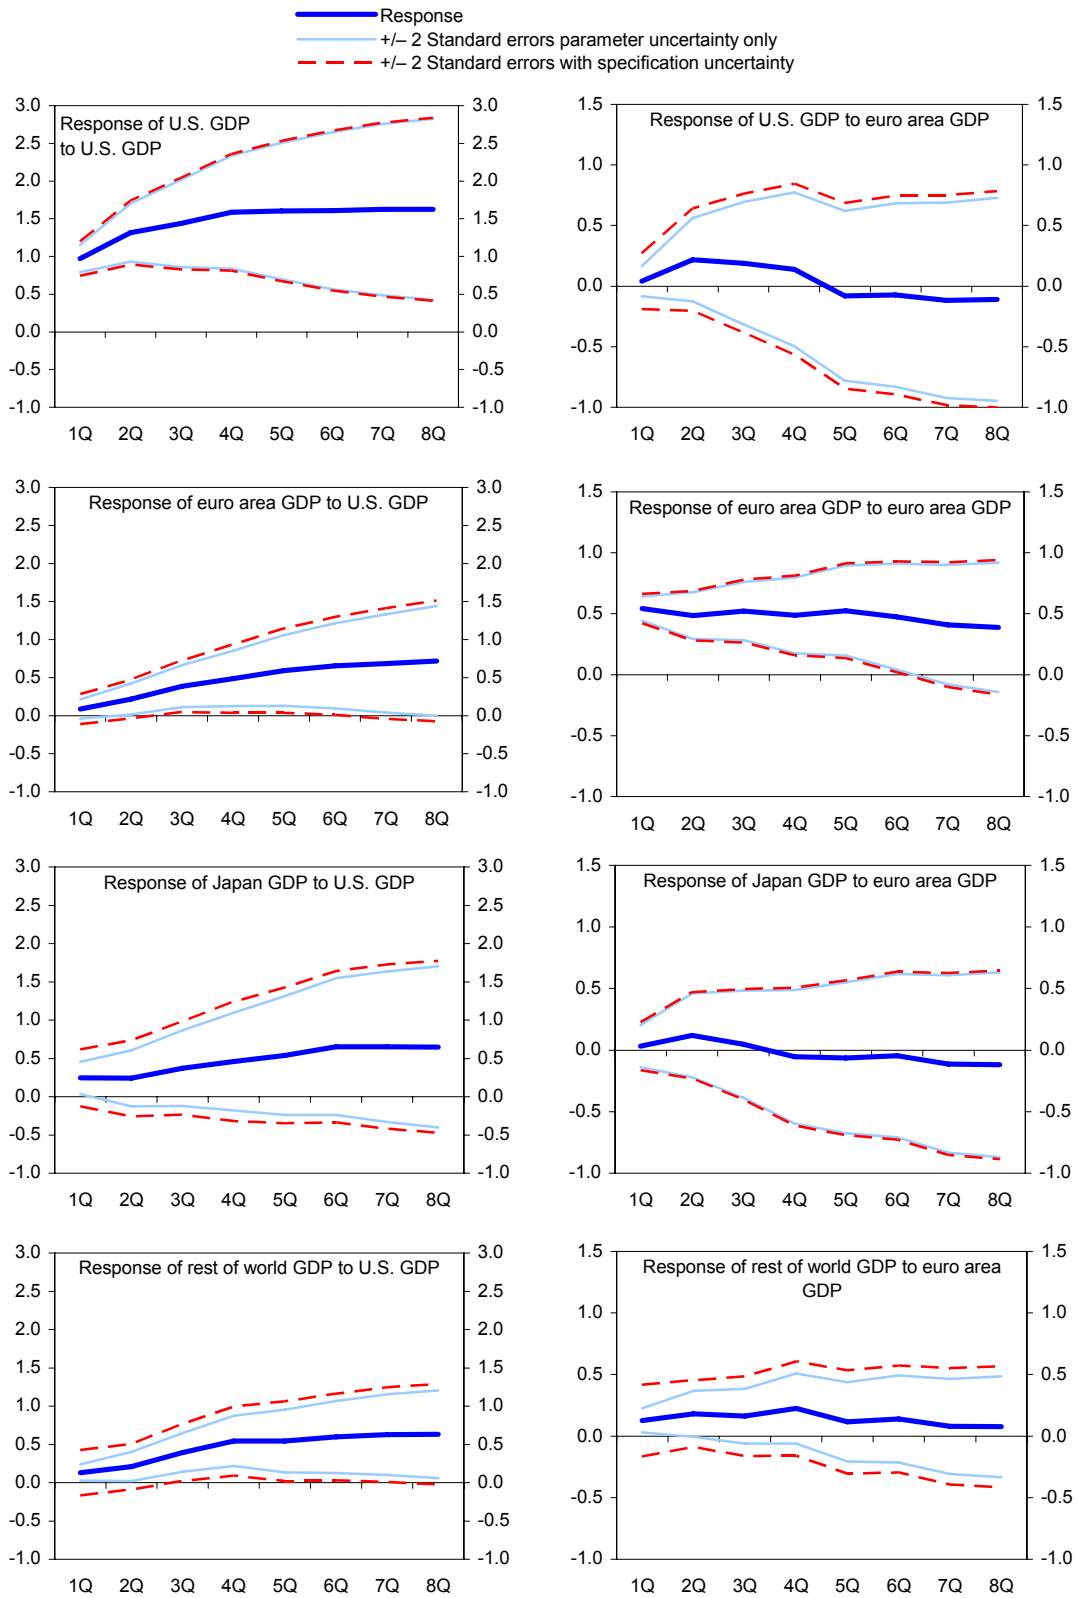 Response
+/– 2 Standard errors parameter uncertainty only
+/– 2 Standard errors with specification uncertainty
Response of U.S. GDP
to U.S. GDP
3.0 3.0
2.5 2.5
2.0 2.0
1.5 1.5
1.0 1.0
0.5 0.5
0.0 0.0
-0.5 -0.5
-1.0 -1.0
1Q 2Q 3Q 4Q 5Q 6Q 7Q 8Q
Response of U.S. GDP to euro area GDP
1.5 1.5
1.0 1.0
0.5 0.5
0.0 0.0
-0.5 -0.5
-1.0 -1.0
1Q 2Q 3Q 4Q 5Q 6Q 7Q 8Q
Response of euro area GDP to U.S. GDP
3.0 3.0
2.5 2.5
2.0 2.0
1.5 1.5
1.0 1.0
0.5 0.5
0.0 0.0
-0.5 -0.5
-1.0 -1.0
1Q 2Q 3Q 4Q 5Q 6Q 7Q 8Q
Response of euro area GDP to euro area GDP
1.5 1.5
1.0 1.0
0.5 0.5
0.0 0.0
-0.5 -0.5
-1.0 -1.0
1Q 2Q 3Q 4Q 5Q 6Q 7Q 8Q
Response of Japan GDP to U.S. GDP
3.0 3.0
2.5 2.5
2.0 2.0
1.5 1.5
1.0 1.0
0.5 0.5
0.0 0.0
-0.5 -0.5
-1.0 -1.0
1Q 2Q 3Q 4Q 5Q 6Q 7Q 8Q
Response of Japan GDP to euro area GDP
1.5 1.5
1.0 1.0
0.5 0.5
0.0 0.0
-0.5 -0.5
-1.0 -1.0
1Q 2Q 3Q 4Q 5Q 6Q 7Q 8Q
Response of rest of world GDP to U.S. GDP
3.0 3.0
2.5 2.5
2.0 2.0
1.5 1.5
1.0 1.0
0.5 0.5
0.0 0.0
-0.5 -0.5
-1.0 -1.0
1Q 2Q 3Q 4Q 5Q 6Q 7Q 8Q
Response of rest of world GDP to euro area
GDP
1.5 1.5
1.0 1.0
0.5 0.5
0.0 0.0
-0.5 -0.5
-1.0 -1.0
1Q 2Q 3Q 4Q 5Q 6Q 7Q 8Q